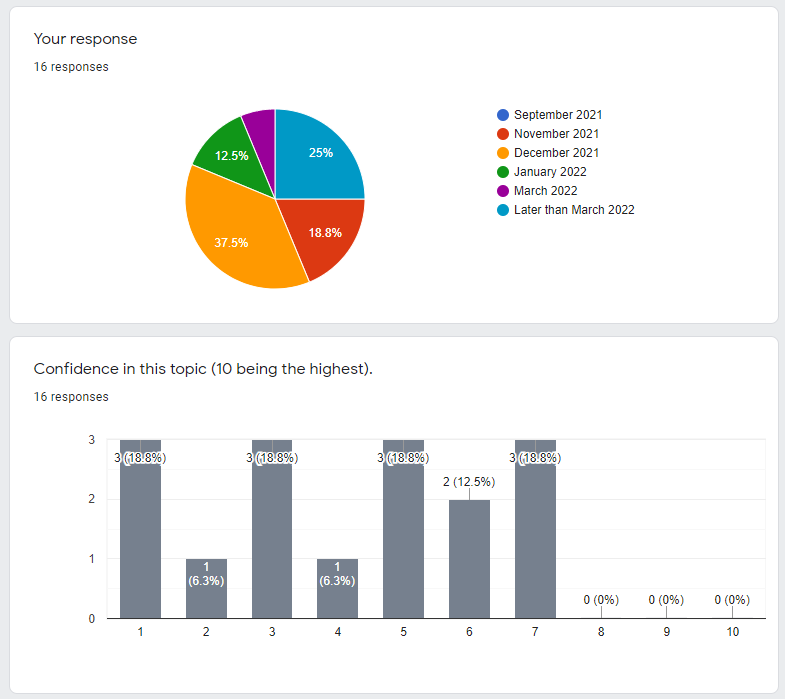 Your response
16 responses
25%
12.5%
18.8%
37.5%
September 2021
November 2021
December 2021
January 2022
March 2022
Later than March 2022
Confidence in this topic (10 being the highest).
16 responses
3
2
1
0
3 (18.8%)
1
(6.3%)
3 (18.8%)
1
(6.3%)
3 (18.8%)
2 (12.5%)
3 (18.8%)
0 (0%)
0 (0%)
0 (0%)
1 2 3 4 5 6 7 8 9 10